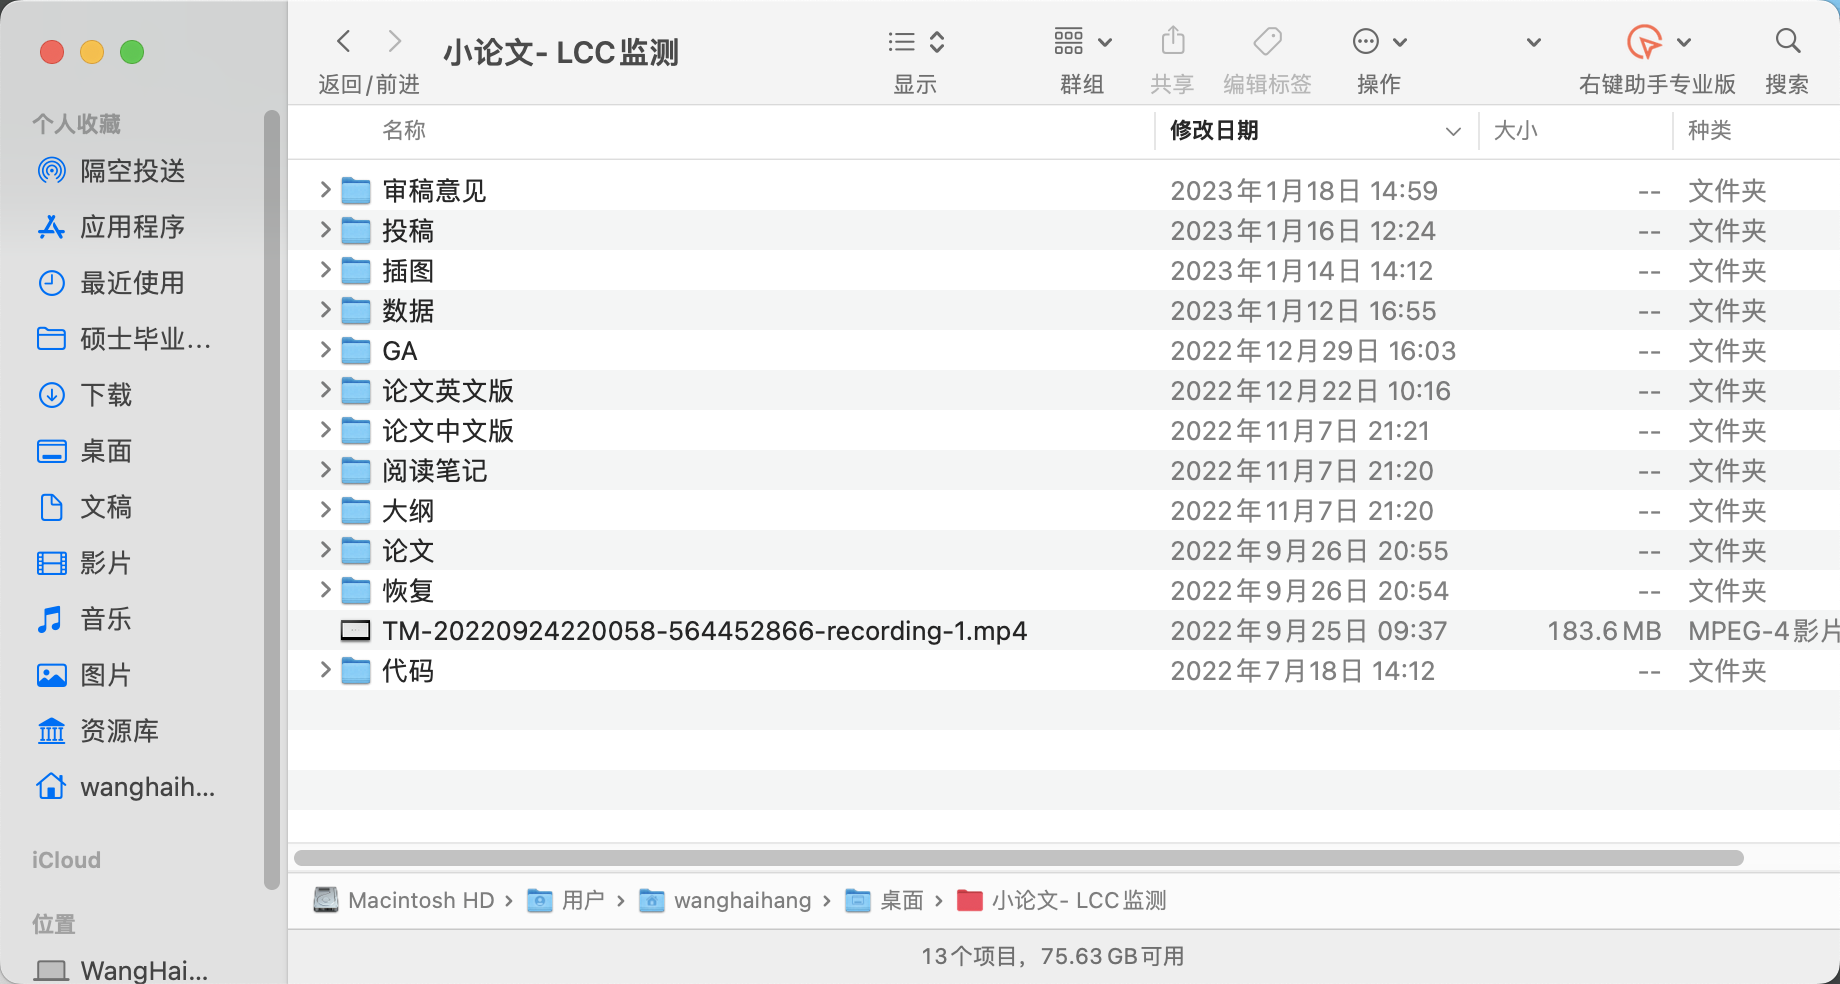 小论文- LCC监测
返回/前进
显示
群组
共享
编辑标签
操作
右键助手专业版
搜索
个人收藏
隔空投送
应用程序
最近使用
硕士毕业...
下载
桌面
文稿
影片
音乐
图片
资源库
wanghaih...
iCloud
位置
WangHai...
名称 修改日期 大小 种类
审稿意见 2023年1月18日 14:59 -- 文件夹
投稿 2023年1月16日 12:24 -- 文件夹
插图 2023年1月14日 14:12 -- 文件夹
数据 2023年1月12日 16:55 -- 文件夹
GA 2022年12月29日 16:03 -- 文件夹
论文英文版 2022年12月22日 10:16 -- 文件夹
论文中文版 2022年11月7日 21:21 -- 文件夹
阅读笔记 2022年11月7日 21:20 -- 文件夹
大纲 2022年11月7日 21:20 -- 文件夹
论文 2022年9月26日 20:55 -- 文件夹
恢复 2022年9月26日 20:54 -- 文件夹
TM-20220924220058-564452866-recording-1.mp4 2022年9月25日 09:37 183.6 MB MPEG-4影片
代码 2022年7月18日 14:12 -- 文件夹
Macintosh HD › 用户 › wanghaihang › 桌面 › 小论文- LCC监测
13个项目，75.63 GB可用